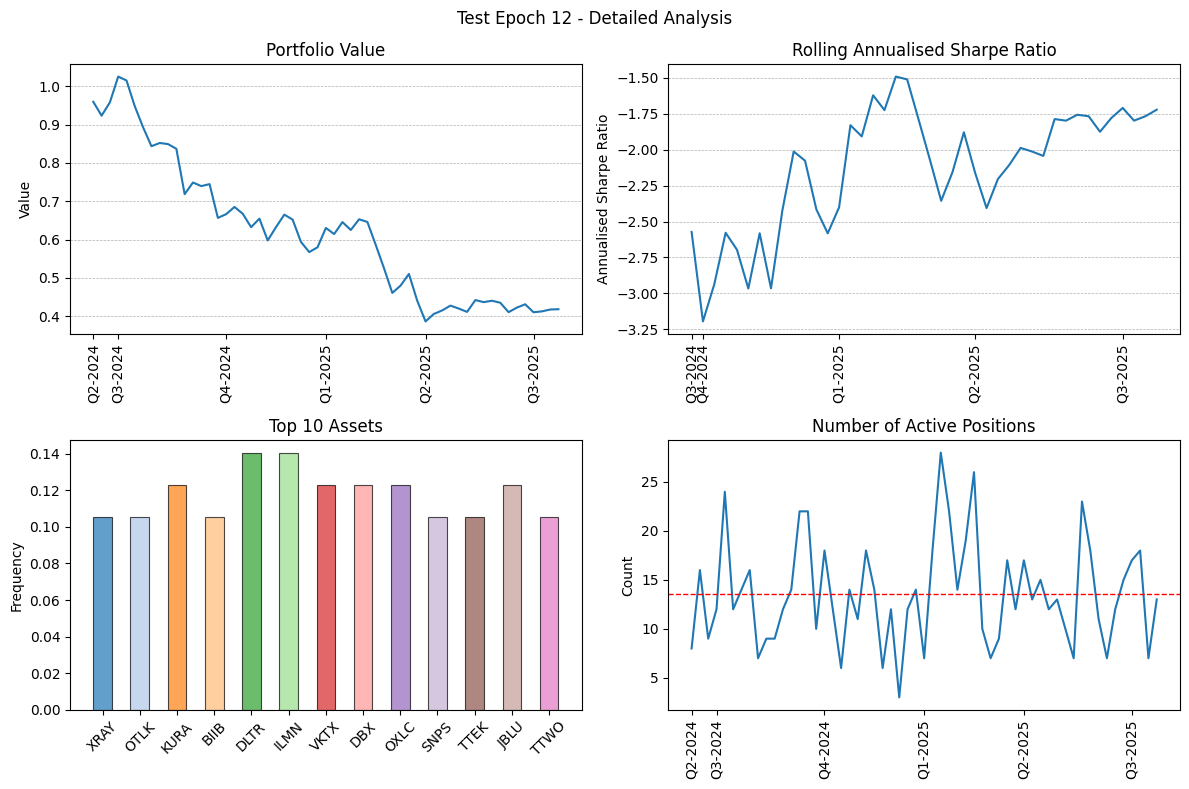 Test Epoch 12 - Detailed Analysis
Portfolio Value
Value
1.0
0.9
0.8
0.7
0.6
0.5
0.4
Q2-2024
Q3-2024
Q4-2024
Q1-2025
Q2-2025
Q3-2025
Rolling Annualised Sharpe Ratio
Annualised Sharpe Ratio
−1.50
−1.75
−2.00
−2.25
−2.50
−2.75
−3.00
−3.25
Q3-2024
Q4-2024
Q1-2025
Q2-2025
Q3-2025
Top 10 Assets
Frequency
0.14
0.12
0.10
0.08
0.06
0.04
0.02
0.00
XRAY
OTLK
KURA
BIIB
DLTR
ILMN
VKTX
DBX
OXLC
SNPS
TTEK
JBLU
TTWO
Number of Active Positions
Count
25
20
15
10
5
Q2-2024
Q3-2024
Q4-2024
Q1-2025
Q2-2025
Q3-2025